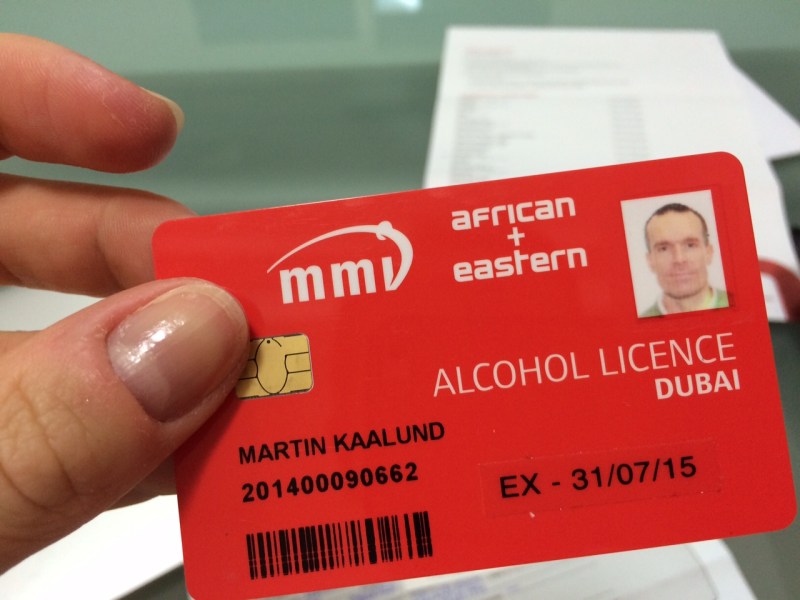 mmi
african
+
eastern
ALCOHOL LICENCE
DUBAI
MARTIN KAALUND
201400090662
EX - 31/07/15